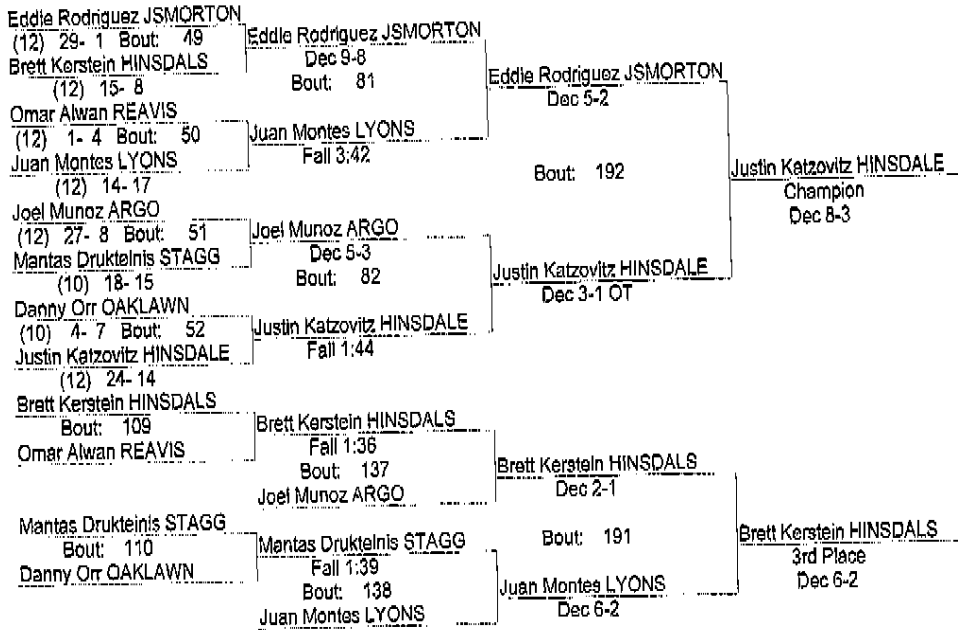 Eddie Rodriguez JSMORTON
(12) 29- 1 Bout: 49
Brett Kerstein HINSDALS
(12) 15- 8
Omar Alwan REAVIS
(12) 1- 4 Bout: 50
Juan Montes LYONS
(12) 14- 17
Joel Munoz ARGO
(12) 27- 8 Bout: 51
Mantas Drukteinis STAGG
(10) 18- 15
Danny Orr OAKLAWN
(10) 4- 7 Bout: 52
Justin Katzovitz HINSDALE
(12) 24- 14
Eddie Rodriguez JSMORTON
Dec 9-8
Bout: 81
Juan Montes LYONS
Fall 3:42
Joel Munoz ARGO
Dec 5-3
Bout: 82
Justin Katzovitz HINSDALE
Fall 1:44
Eddie Rodriguez JSMORTON
Dec 5-2
Bout: 192
Justin Katzovitz HINSDALE
Dec 3-1 OT
Justin Katzovitz HINSDALE
Champion
Dec 8-3
Brett Kerstein HINSDALS
Bout: 109
Omar Alwan REAVIS
Mantas Drukteinis STAGG
Bout: 110
Danny Orr OAKLAWN
Brett Kerstein HINSDALS
Fall 1:36
Bout: 137
Joel Munoz ARGO
Mantas Drukteinis STAGG
Fall 1:39
Bout: 138
Juan Montes LYONS
Brett Kerstein HINSDALS
Dec 2-1
Bout: 191
Juan Montes LYONS
Dec 6-2
Brett Kerstein HINSDALS
3rd Place
Dec 6-2